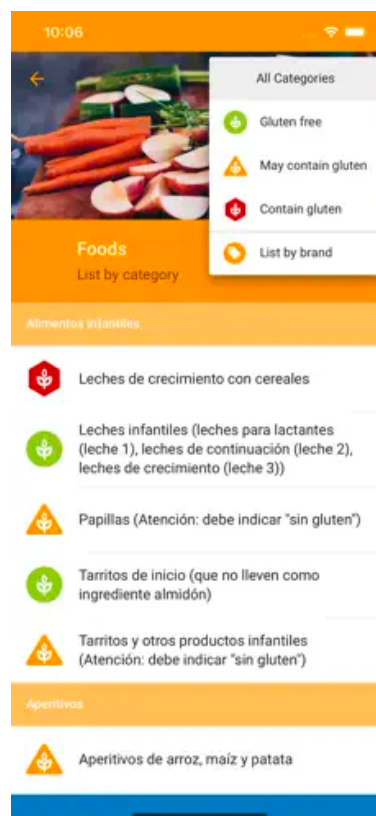 10:06
All Categories
Gluten free
May contain gluten
Contain gluten
List by brand
Foods
List by category
Alimentos infantiles
Leches de crecimiento con cereales
Leches infantiles (leches para lactantes
(leche 1), leches de continuación (leche 2),
leches de crecimiento (leche 3))
Papillas (Atención: debe indicar "sin gluten")
Tarritos de inicio (que no lleven como
ingrediente almidón)
Tarritos y otros productos infantiles
(Atención: debe indicar "sin gluten")
Aperitivos
Aperitivos de arroz, maíz y patata